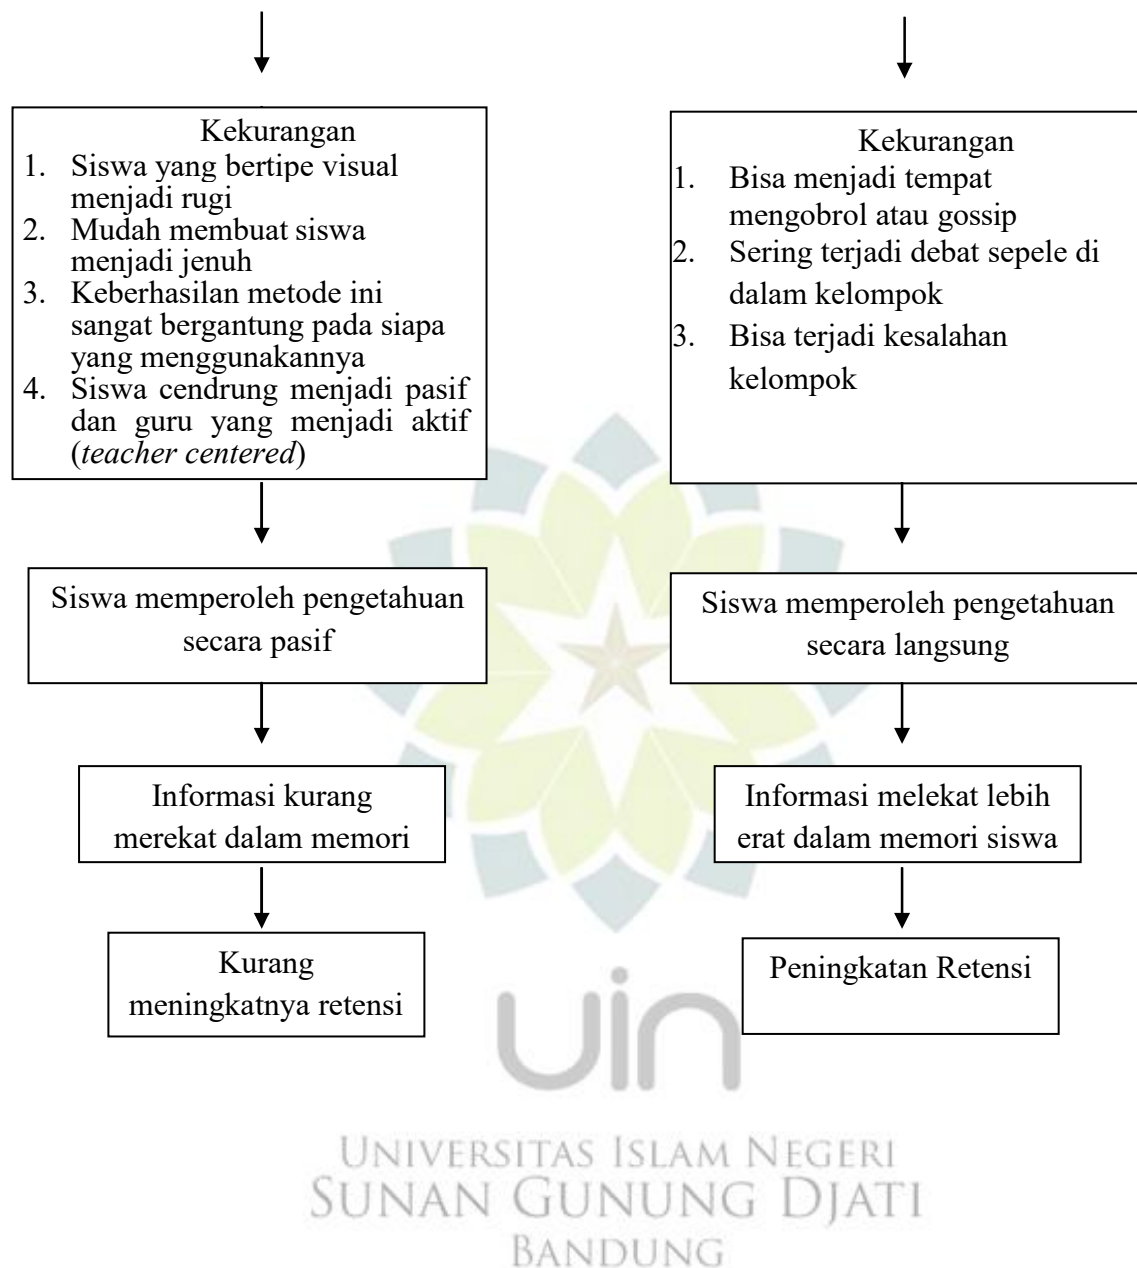 Kekurangan
1. Siswa yang bertipe visual
menjadi rugi
2. Mudah membuat siswa
menjadi jenuh
3. Keberhasilan metode ini
sangat bergantung pada siapa
yang menggunakannya
4. Siswa cendrung menjadi pasif
dan guru yang menjadi aktif
(teacher centered)
Siswa memperoleh pengetahuan
secara pasif
Informasi kurang
merekat dalam memori
Kurang
meningkatnya retensi
Kekurangan
1. Bisa menjadi tempat
mengobrol atau gossip
2. Sering terjadi debat sepele di
dalam kelompok
3. Bisa terjadi kesalahan
kelompok
Siswa memperoleh pengetahuan
secara langsung
Informasi melekat lebih
erat dalam memori siswa
Peningkatan Retensi
uin
UNIVERSITAS ISLAM NEGERI
SUNAN GUNUNG DJATI
BANDUNG